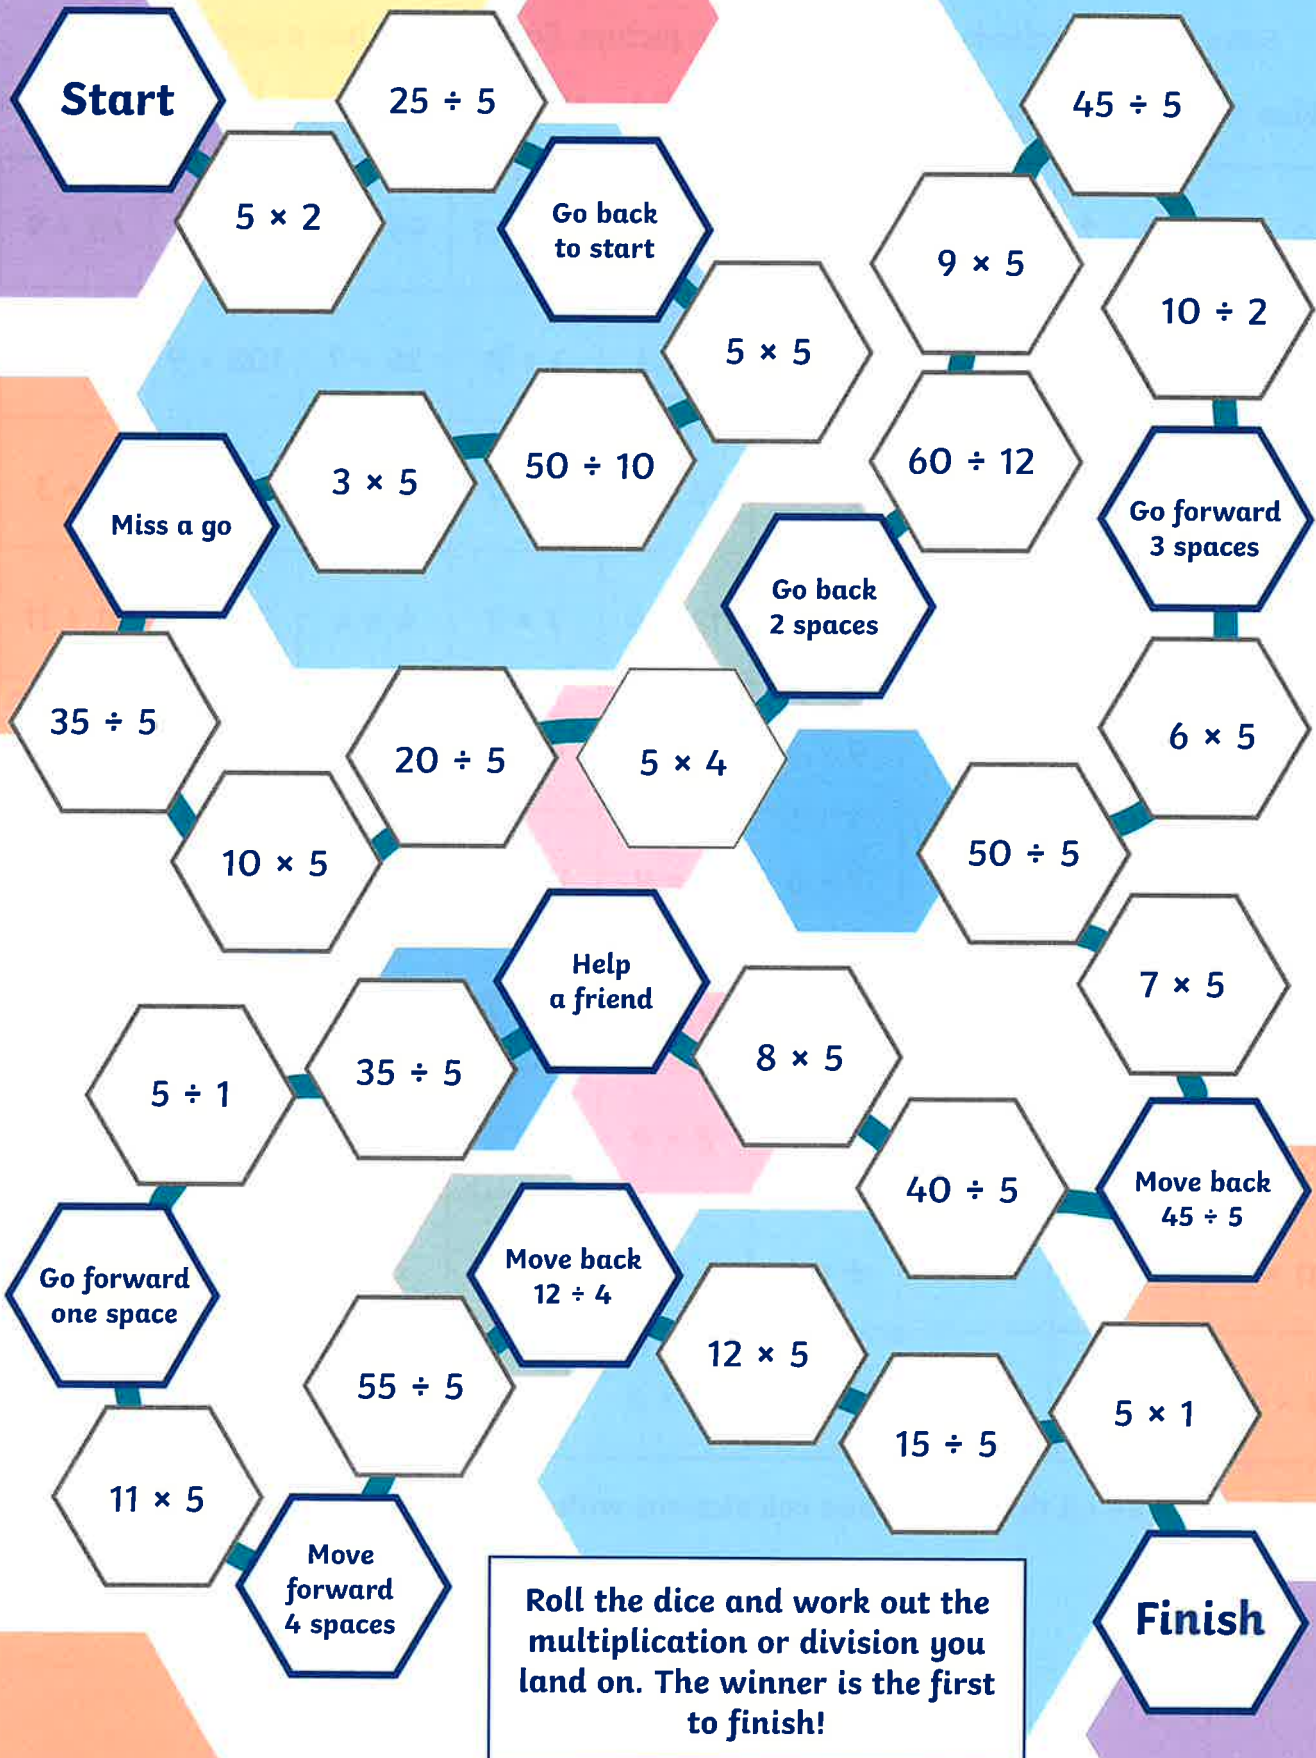 Start
5 × 2
25 ÷ 5
Go back
to start
5 × 5
50 ÷ 10
3 × 5
Miss a go
35 ÷ 5
10 × 5
20 ÷ 5
5 × 4
Go back
2 spaces
60 ÷ 12
9 × 5
45 ÷ 5
10 ÷ 2
Go forward
3 spaces
6 × 5
50 ÷ 5
7 × 5
Move back
45 ÷ 5
40 ÷ 5
8 × 5
Help
a friend
35 ÷ 5
5 ÷ 1
Go forward
one space
11 × 5
Move
forward
4 spaces
55 ÷ 5
Move back
12 ÷ 4
12 × 5
15 ÷ 5
5 × 1
Finish
Roll the dice and work out the
multiplication or division you
land on. The winner is the first
to finish!